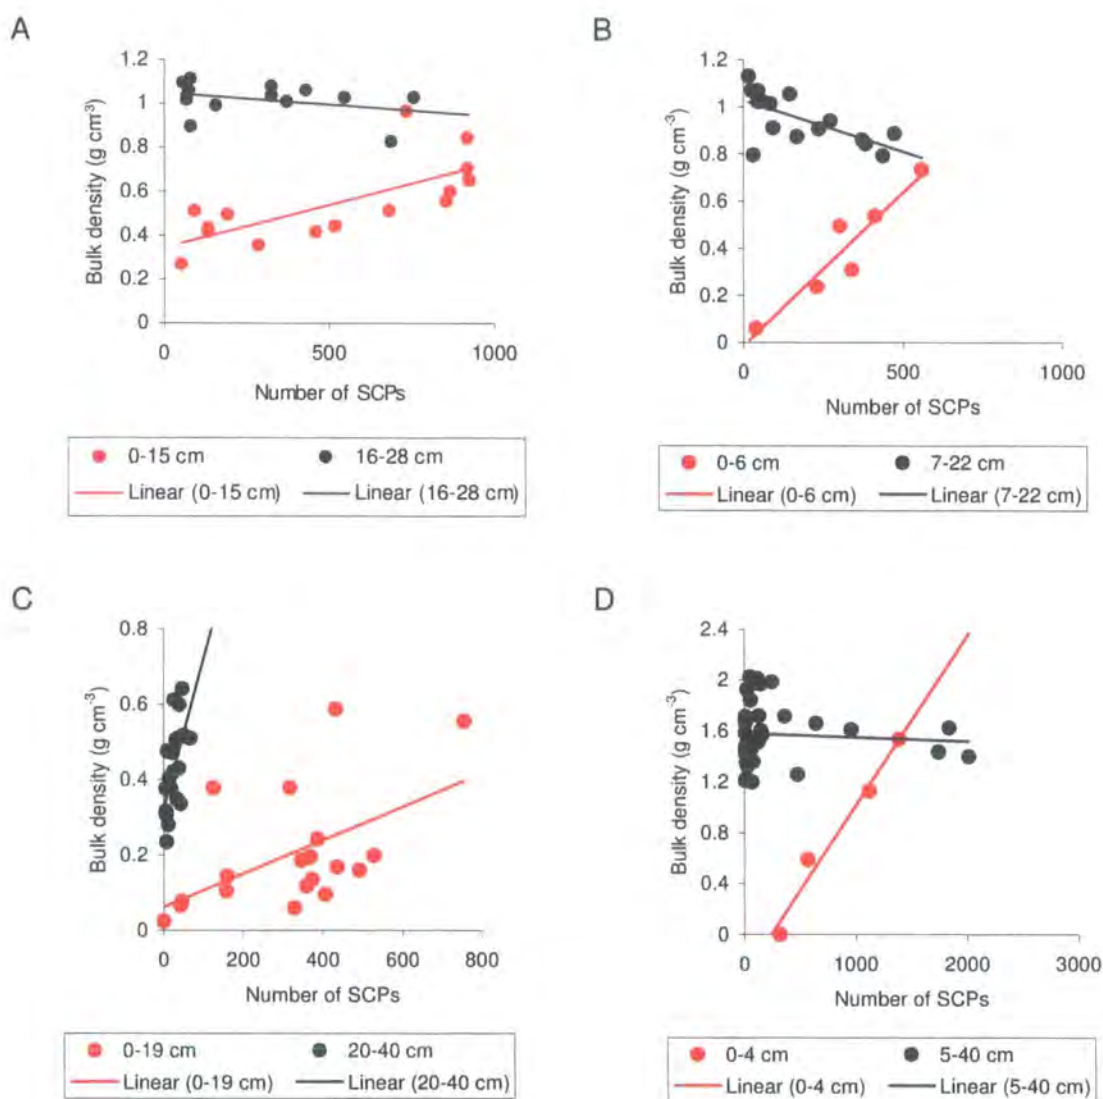 A
B
1.2
1
0.8
0.6
0.4
0.2
0
Bulk density (g cm³)
0 500 1000
Number of SCPs
0-15 cm 16-28 cm
Linear (0-15 cm) Linear (16-28 cm)
1.2
1
0.8
0.6
0.4
0.2
0
Bulk density (g cm⁻³)
0 500 1000
Number of SCPs
0-6 cm 7-22 cm
Linear (0-6 cm) Linear (7-22 cm)
C
D
0.8
0.6
0.4
0.2
0
Bulk density (g cm⁻³)
0 200 400 600 800
Number of SCPs
0-19 cm 20-40 cm
Linear (0-19 cm) Linear (20-40 cm)
2.4
2
1.6
1.2
0.8
0.4
0
Bulk density (g cm⁻³)
0 1000 2000 3000
Number of SCPs
0-4 cm 5-40 cm
Linear (0-4 cm) Linear (5-40 cm)